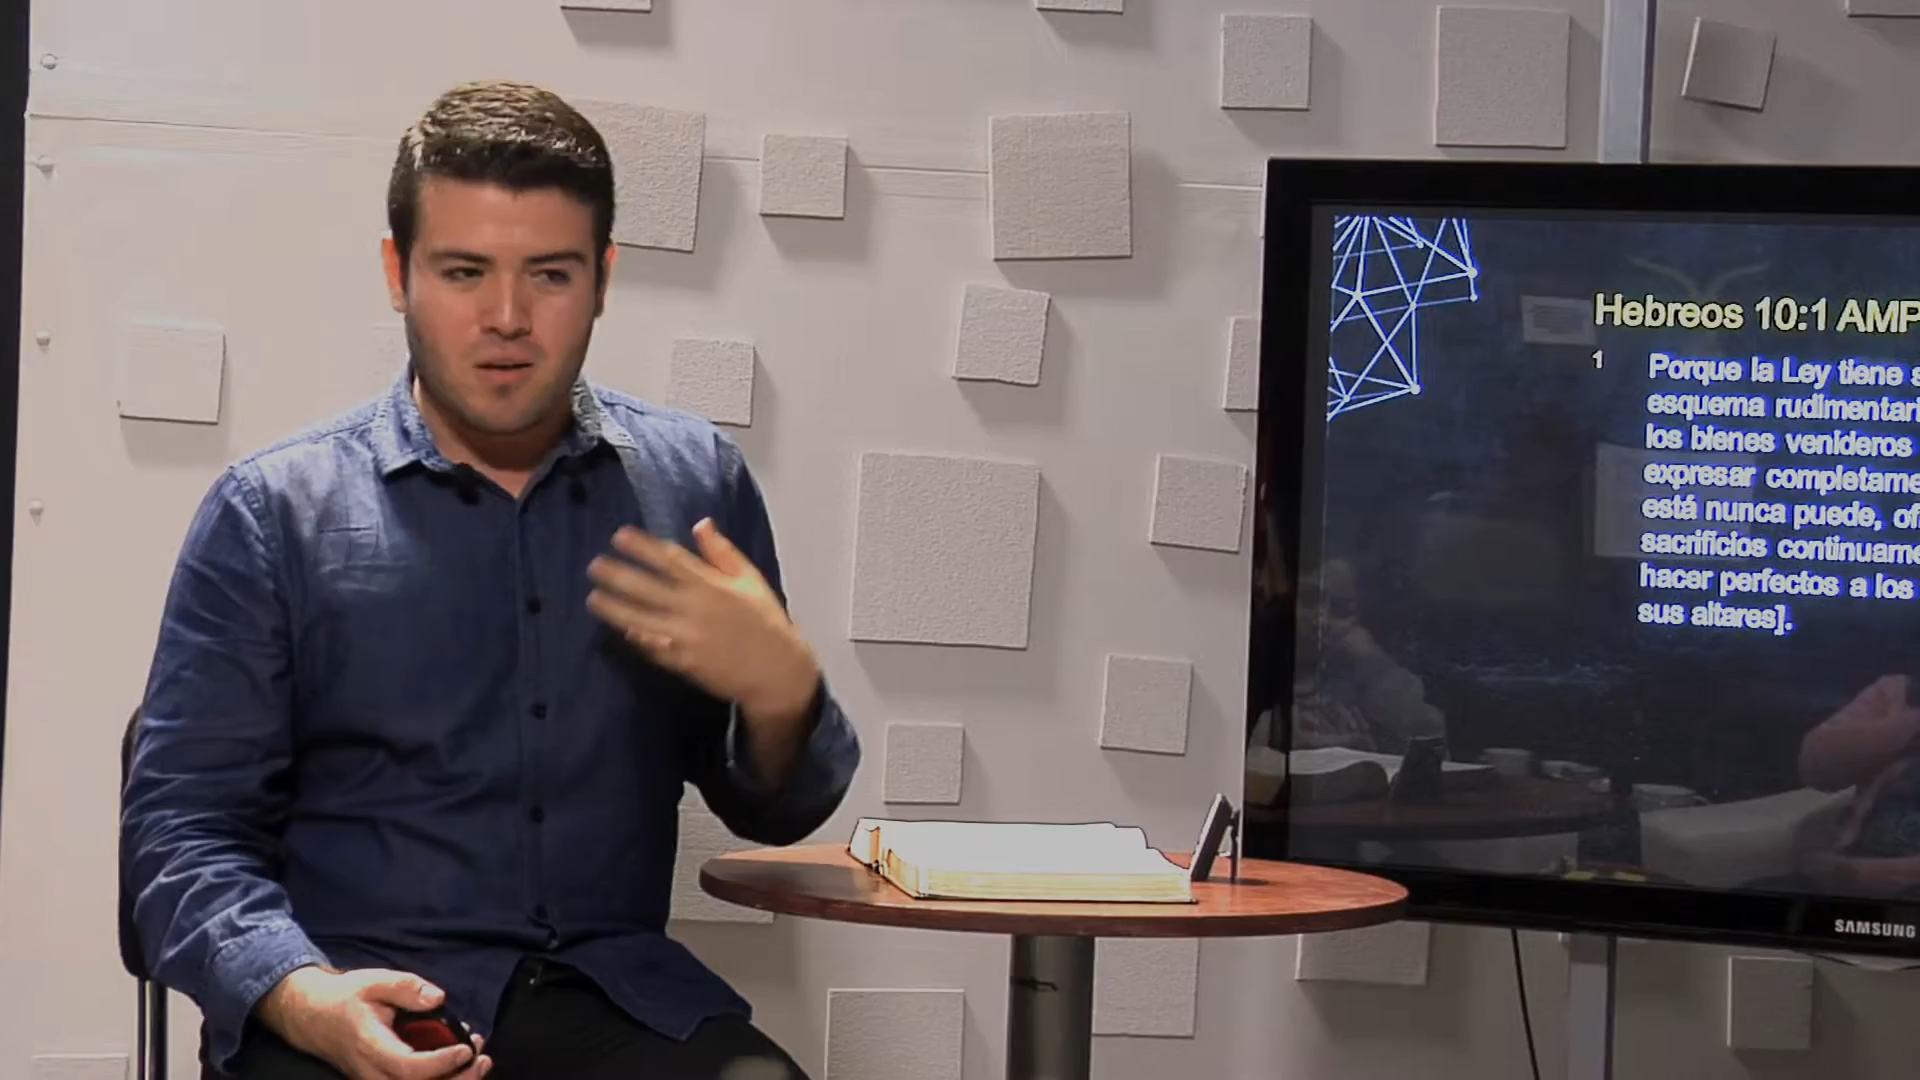 Hebreos 10:1 AMP
1 Porque la Ley tiene
esquema rudimentari
los bienes venideros
expresar completame
está nunca puede, of
sacrificios continuame
hacer perfectos a los
sus altares].
SAMSUNG